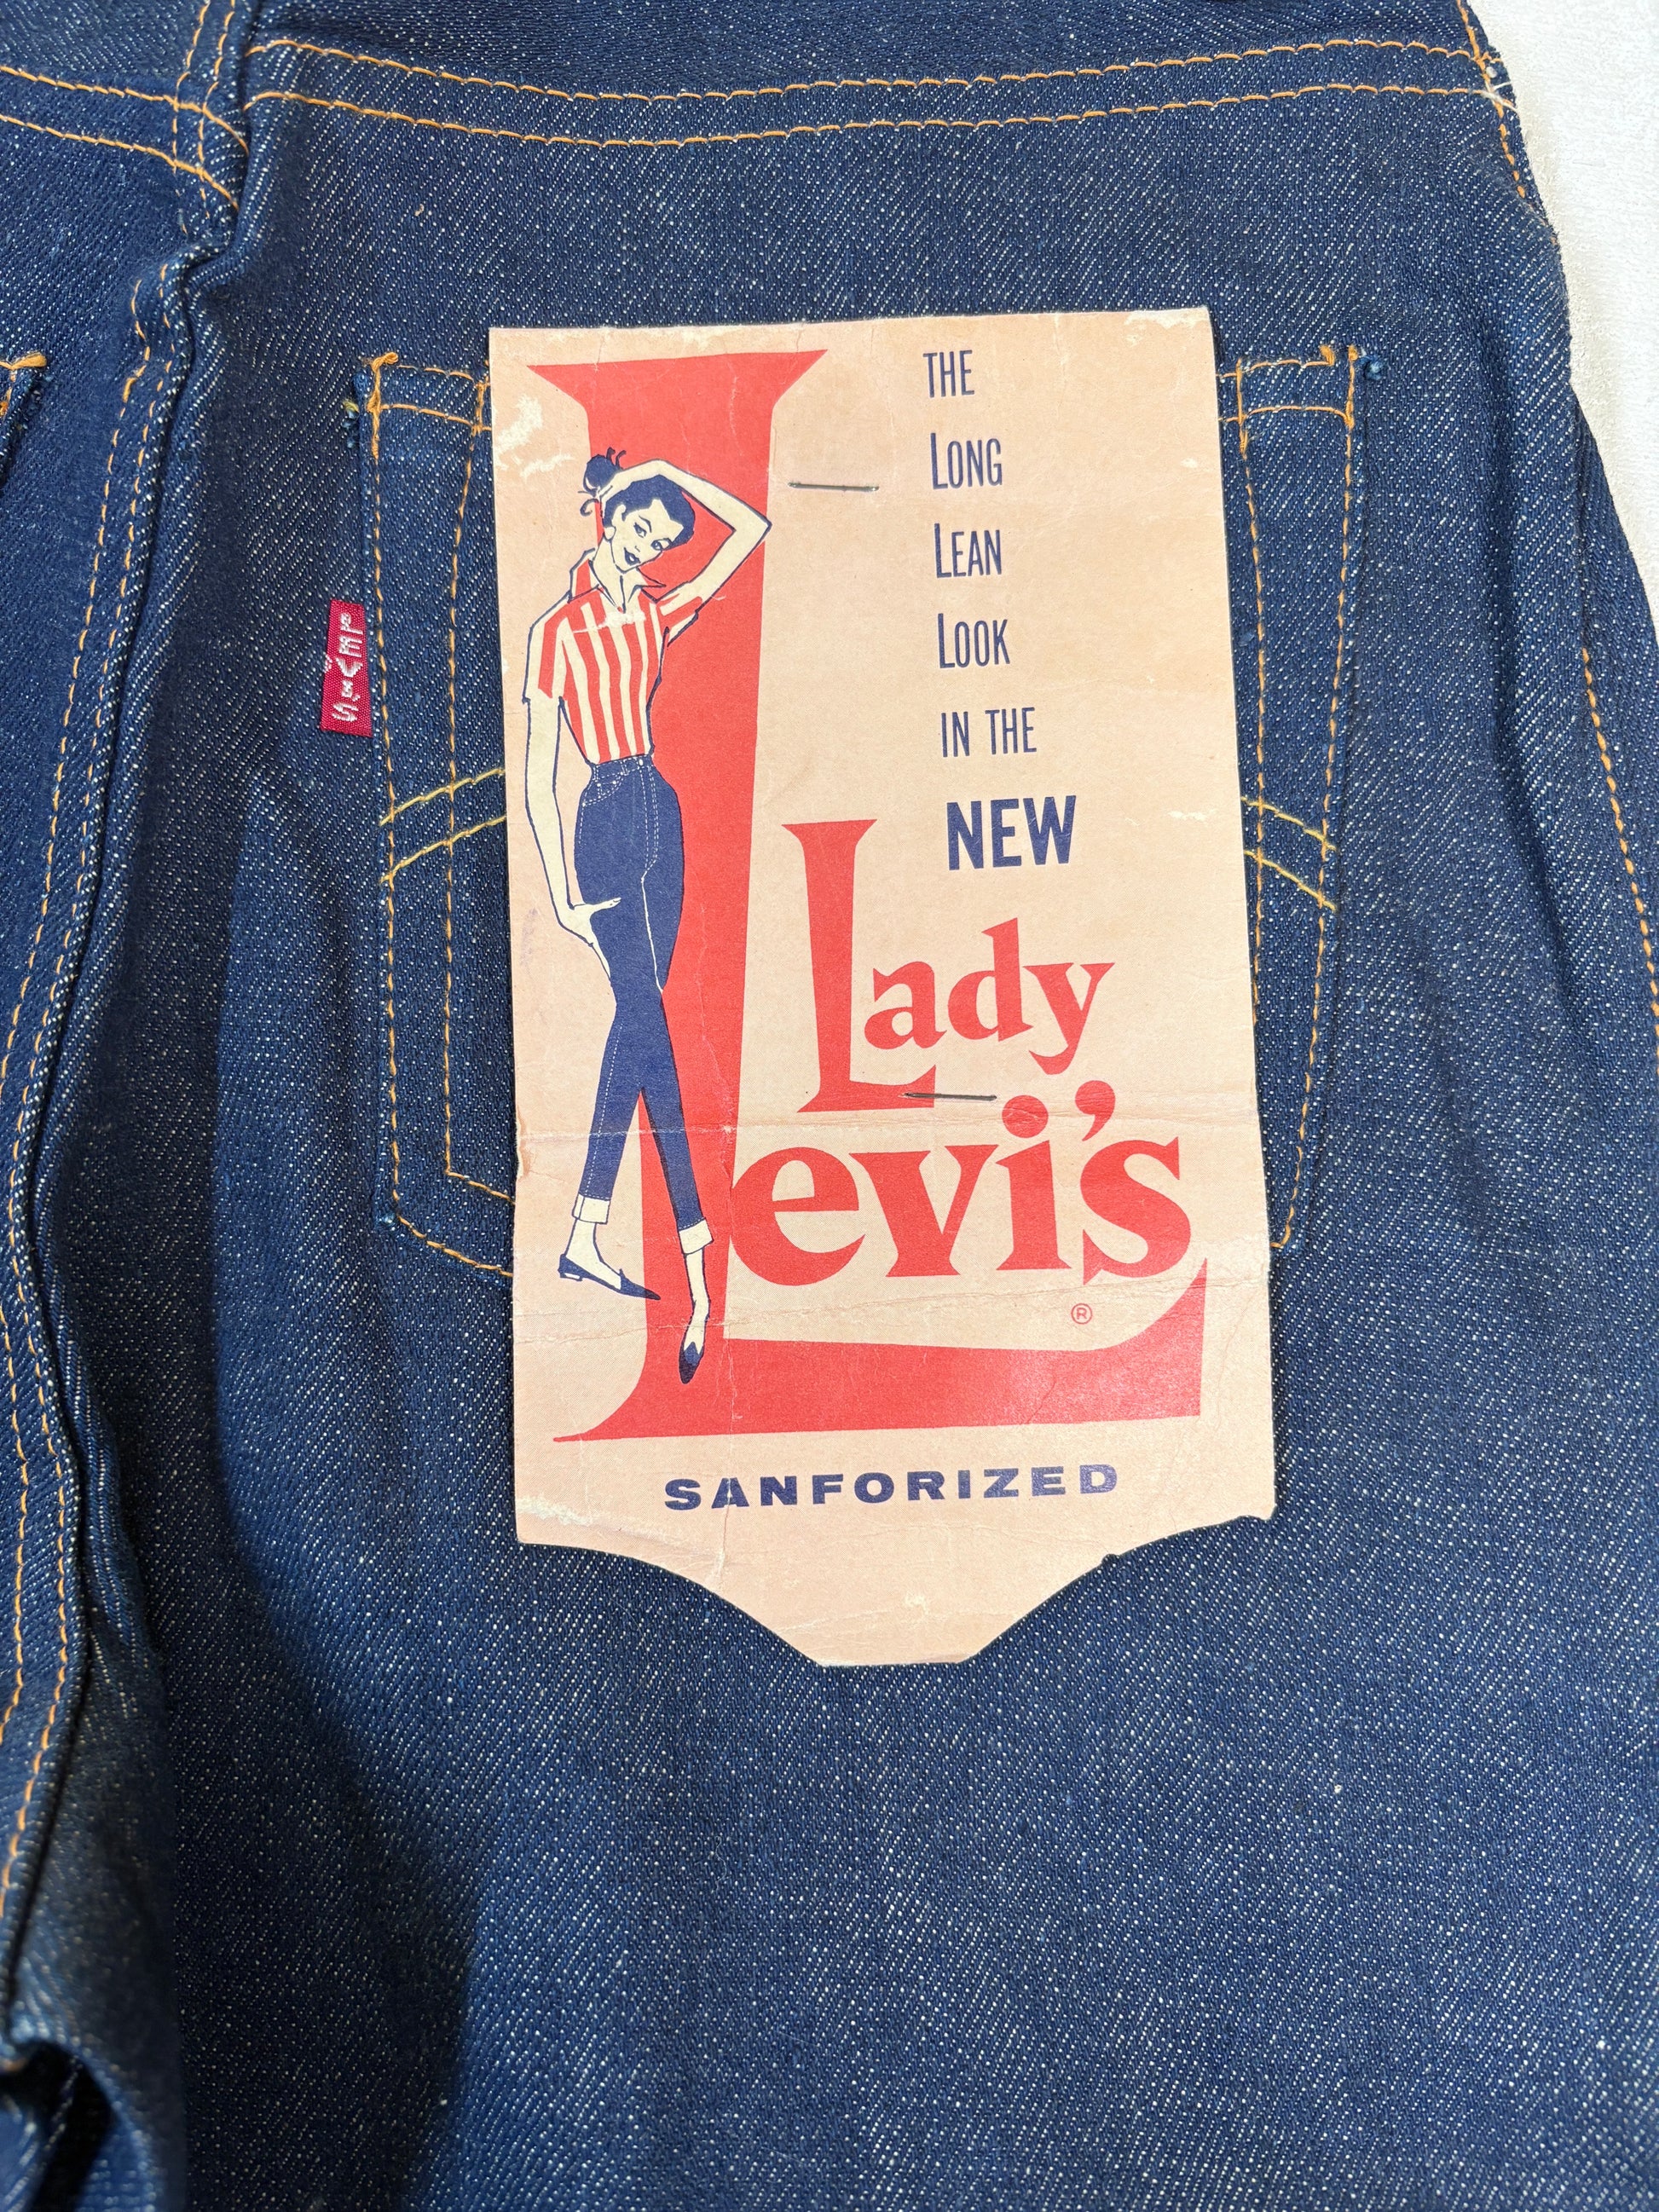 THE
LONG
LEAN
LOOK
IN THE
NEW
Lady
Levi's
®
SANFORIZED
LEVI'S